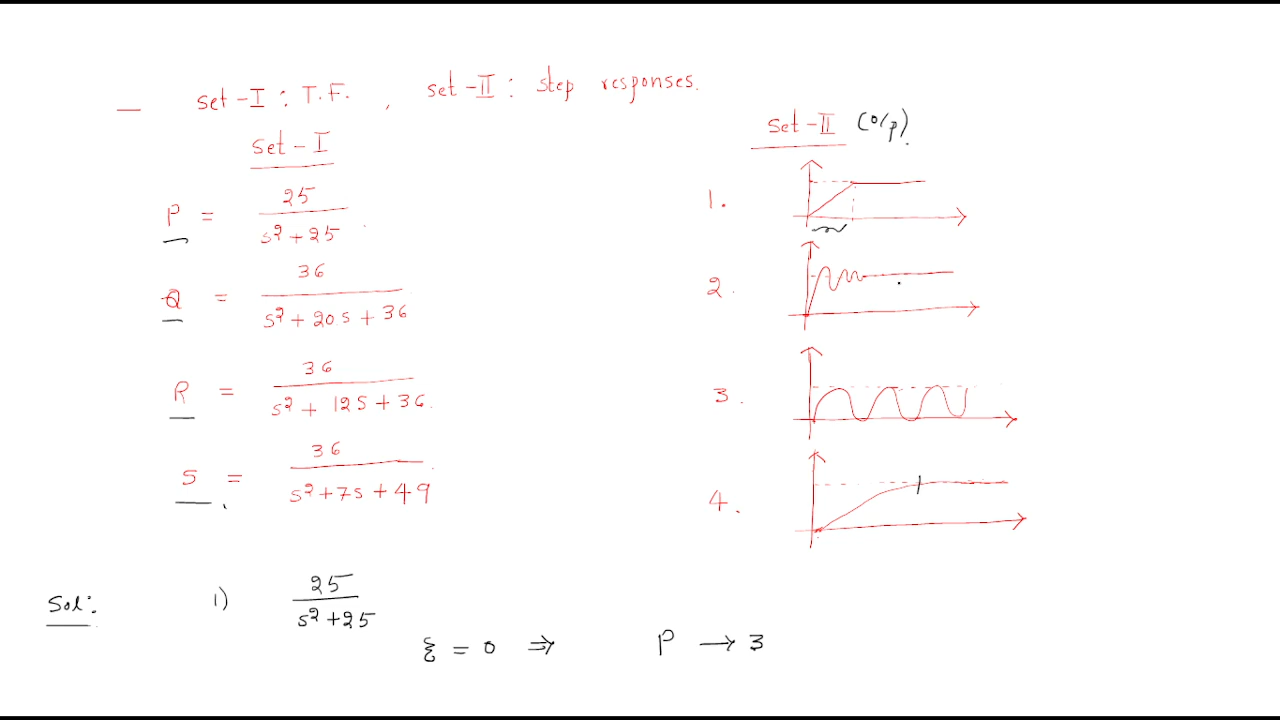 — set-I : T.F. , set-II : step responses.
set-I
P = 25 / s²+25
Q = 36 / s²+20s+36
R = 36 / s²+12s+36
S = 36 / s²+7s+49
Set-II (o/p).
1.
2.
3.
4.
Sol:
1) 25 / s²+25
ξ = 0 ⇒ P → 3